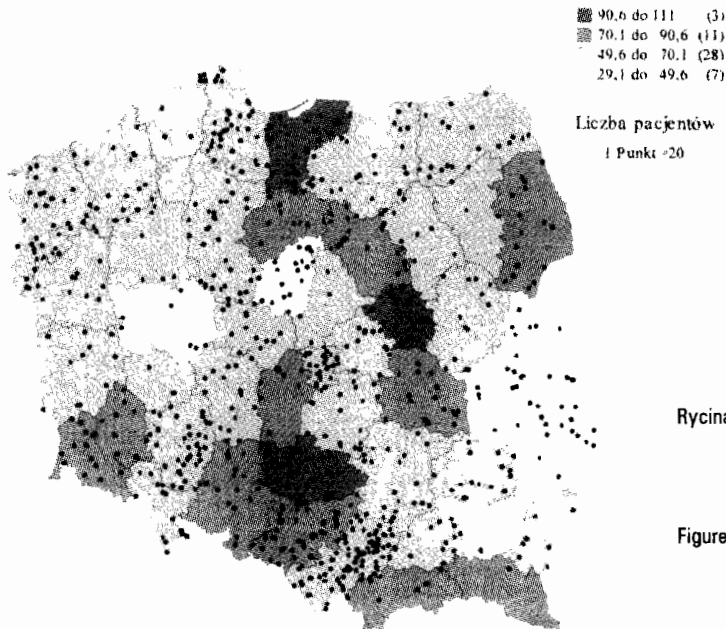 90,6 do 111 (3)
70.1 do 90,6 (11)
49,6 do 70.1 (28)
29,1 do 49,6 (7)
Liczba pacjentów
1 Punkt =20
Rycina
Figure